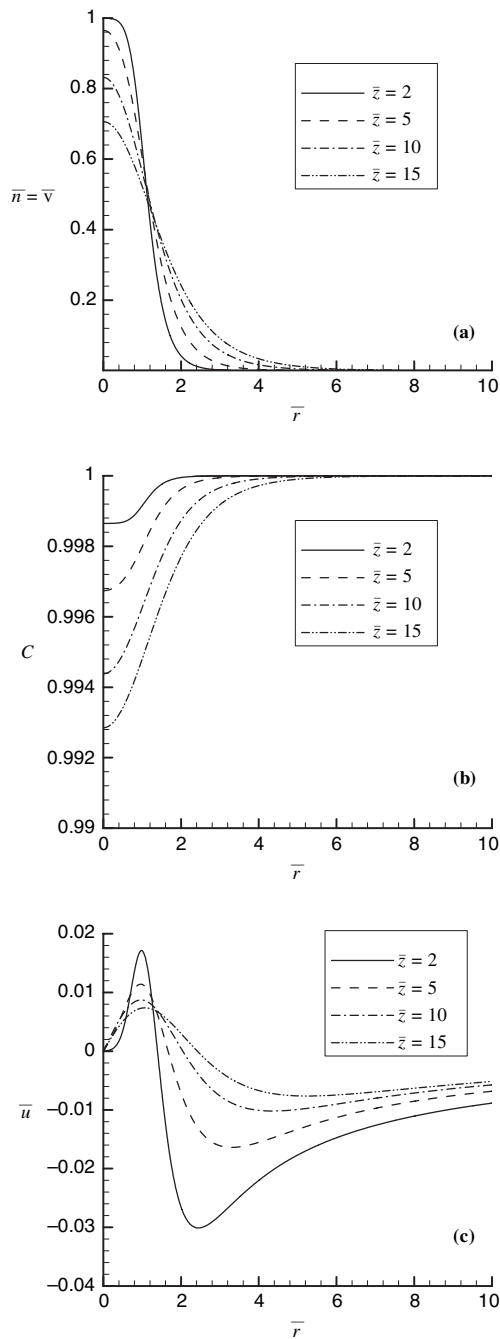 1
z̅ = 2
0.8
z̅ = 5
z̅ = 10
0.6
z̅ = 15
n̅ = v̅
0.4
0.2
(a)
0 2 4 6 8 10
r̅
1
0.998
z̅ = 2
z̅ = 5
0.996
z̅ = 10
z̅ = 15
C
0.994
0.992
(b)
0.99
0 2 4 6 8 10
r̅
0.02
z̅ = 2
0.01
z̅ = 5
z̅ = 10
0
z̅ = 15
u̅
−0.01
−0.02
−0.03
(c)
−0.04
0 2 4 6 8 10
r̅